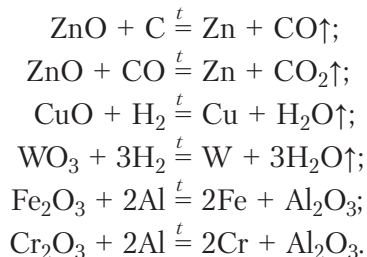 ZnO + C =ᵗ Zn + CO↑;
ZnO + CO =ᵗ Zn + CO₂↑;
CuO + H₂ =ᵗ Cu + H₂O↑;
WO₃ + 3H₂ =ᵗ W + 3H₂O↑;
Fe₂O₃ + 2Al =ᵗ 2Fe + Al₂O₃;
Cr₂O₃ + 2Al =ᵗ 2Cr + Al₂O₃.